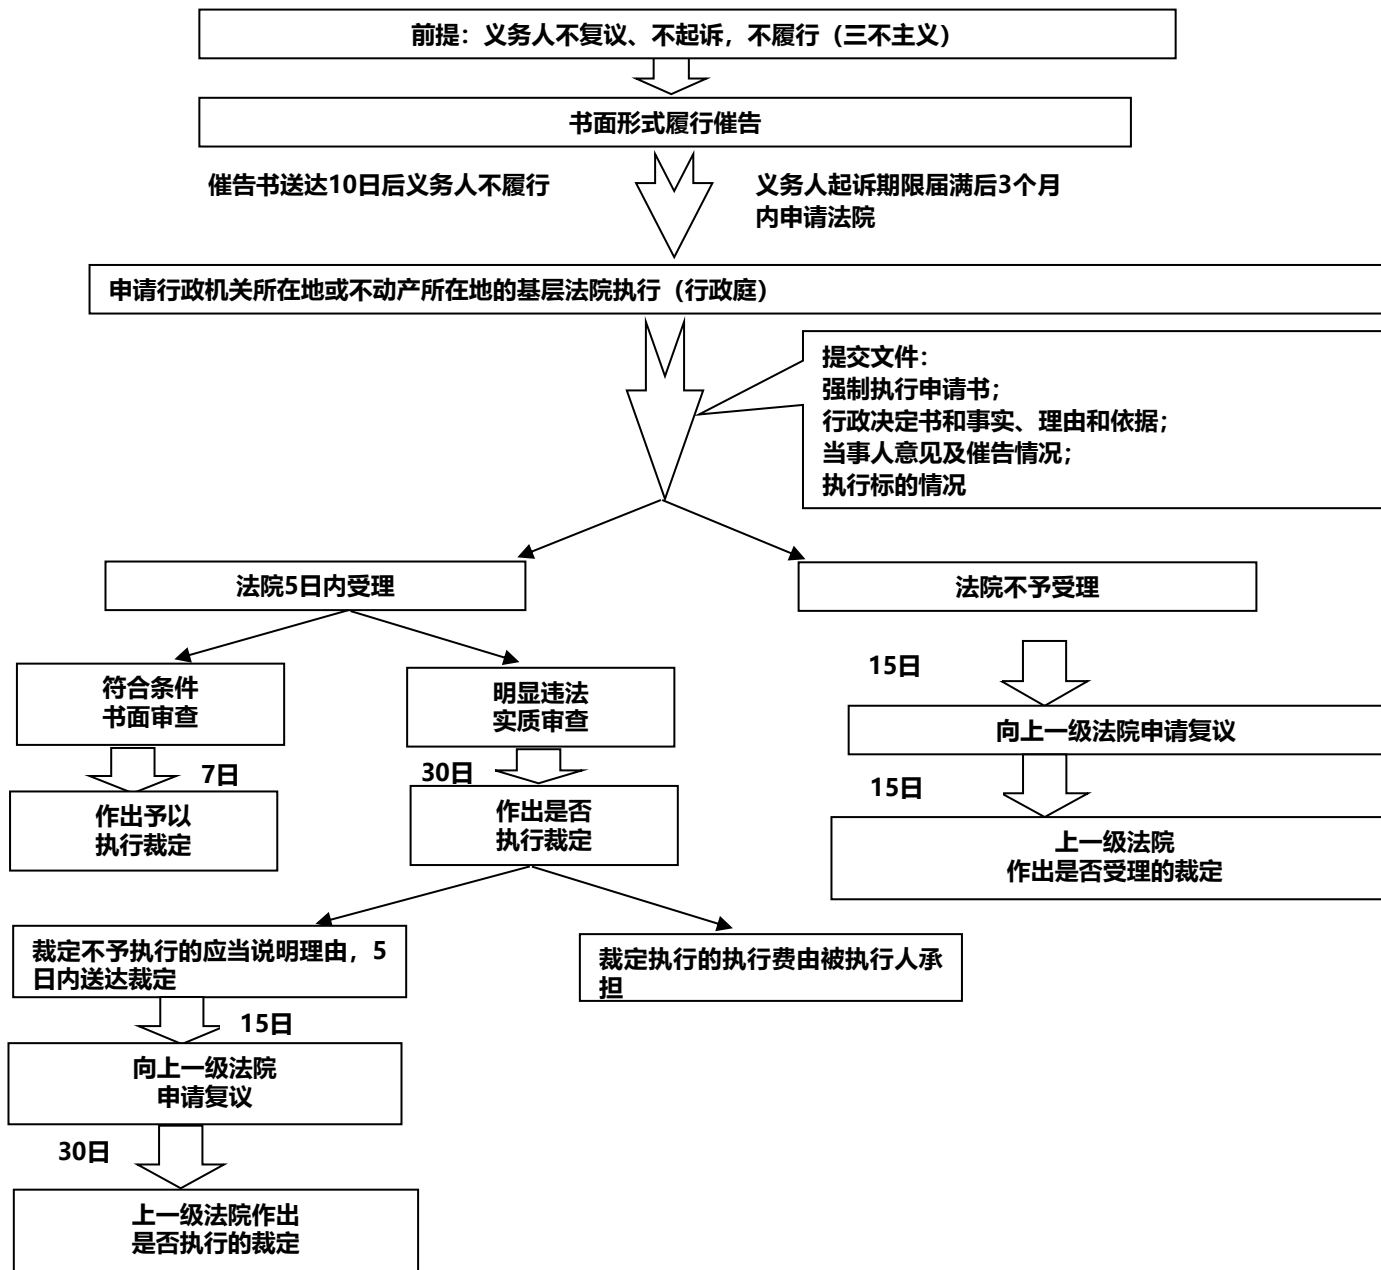 前提：义务人不复议、不起诉，不履行（三不主义）
书面形式履行催告
催告书送达10日后义务人不履行
义务人起诉期限届满后3个月
内申请法院
申请行政机关所在地或不动产所在地的基层法院执行（行政庭）
提交文件：
强制执行申请书；
行政决定书和事实、理由和依据；
当事人意见及催告情况；
执行标的情况
法院5日内受理
法院不予受理
符合条件
书面审查
明显违法
实质审查
15日
向上一级法院申请复议
7日
30日
15日
作出予以
执行裁定
作出是否
执行裁定
上一级法院
作出是否受理的裁定
裁定不予执行的应当说明理由，5
日内送达裁定
裁定执行的执行费由被执行人承
担
15日
向上一级法院
申请复议
30日
上一级法院作出
是否执行的裁定